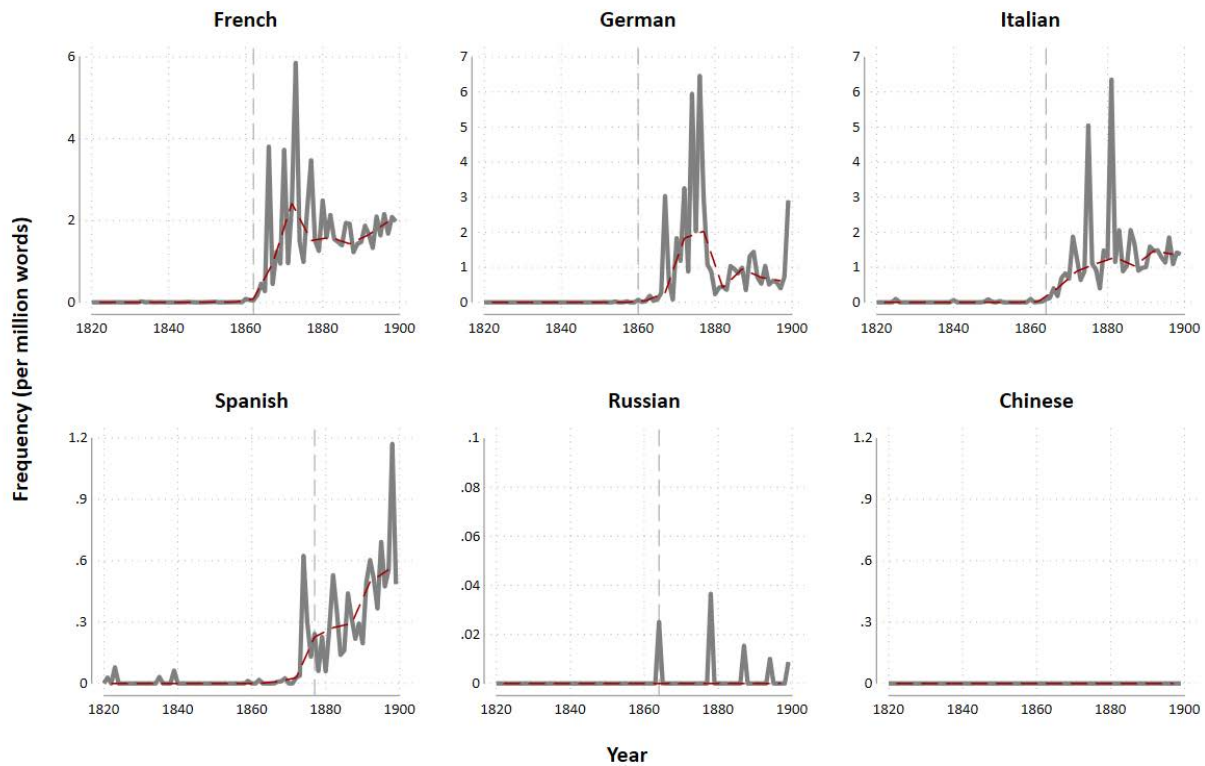 French German Italian
6 7 7
6 6
4 5 5
4 4
3 3
2 2 2
1 1
0 0 0
1820 1840 1860 1880 1900 1820 1840 1860 1880 1900 1820 1840 1860 1880 1900
Frequency (per million words)
Spanish Russian Chinese
1.2 .1 1.2
.9 .08 .9
.6 .06 .6
.04
.3 .02 .3
0 0 0
1820 1840 1860 1880 1900 1820 1840 1860 1880 1900 1820 1840 1860 1880 1900
Year